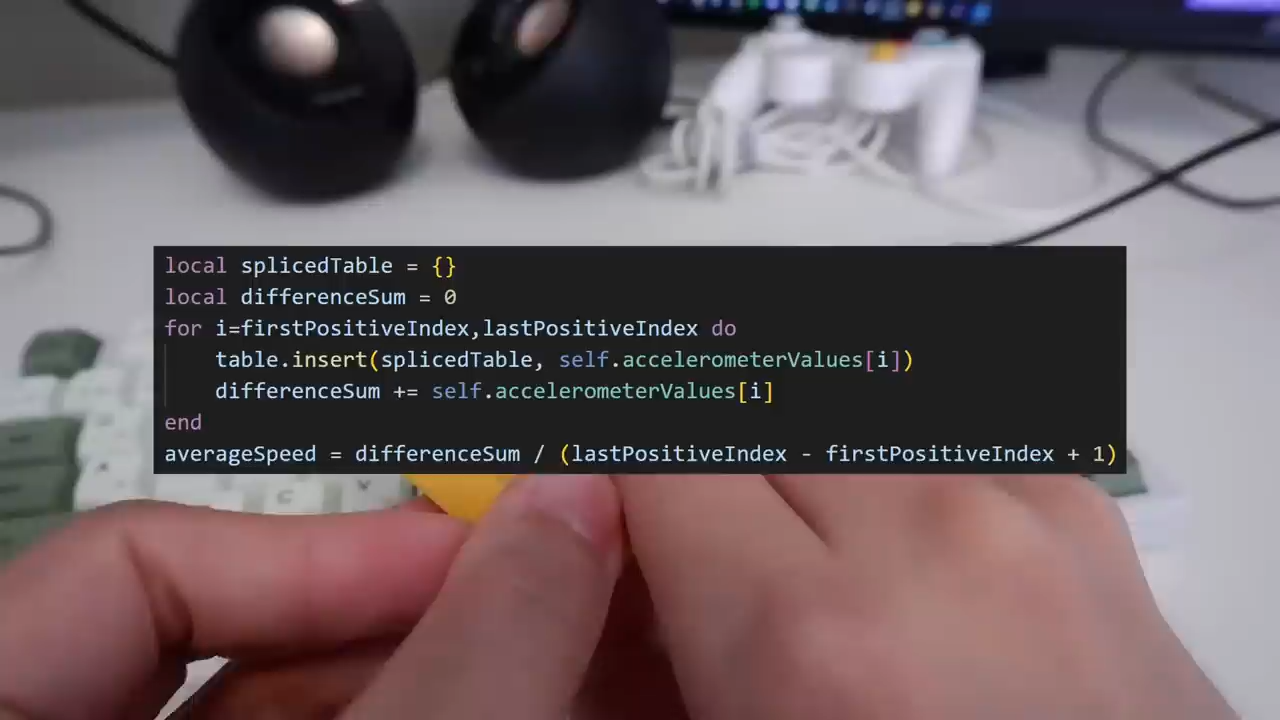 local splicedTable = {}
local differenceSum = 0
for i=firstPositiveIndex,lastPositiveIndex do
    table.insert(splicedTable, self.accelerometerValues[i])
    differenceSum += self.accelerometerValues[i]
end
averageSpeed = differenceSum / (lastPositiveIndex - firstPositiveIndex + 1)
C V